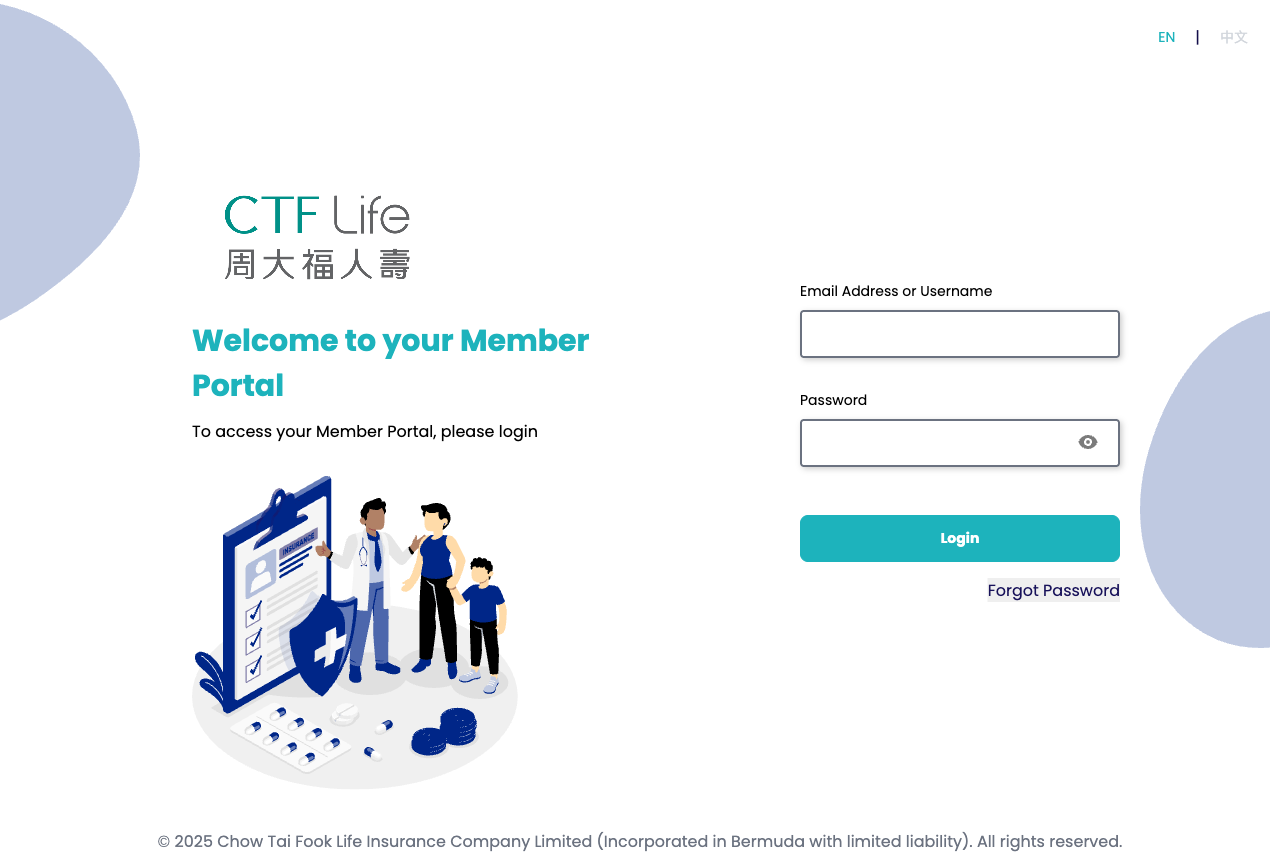 EN | 中文
CTF Life
周大福人壽
Welcome to your Member
Portal
To access your Member Portal, please login
INSURANCE
Email Address or Username
Password
Login
Forgot Password
© 2025 Chow Tai Fook Life Insurance Company Limited (Incorporated in Bermuda with limited liability). All rights reserved.